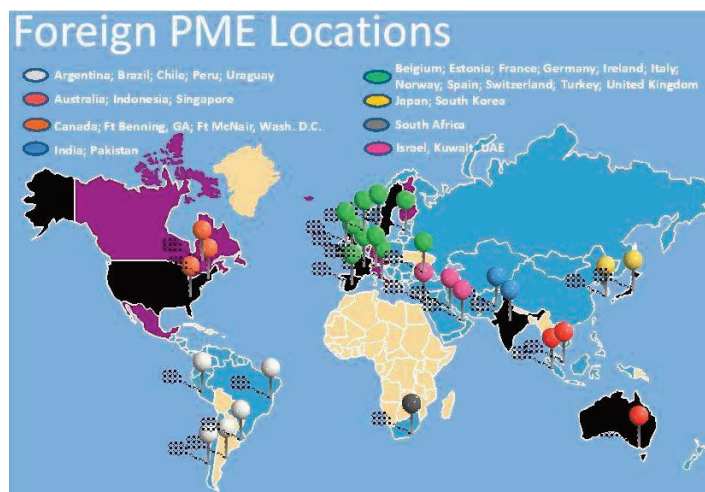 Foreign PME Locations
Argentina; Brazil; Chile; Peru; Uraguay
Australia; Indonesia; Singapore
Canada; Ft Benning, GA; Ft McNair, Wash. D.C.
India; Pakistan
Belgium; Estonia; France; Germany; Ireland; Italy;
Norway; Spain; Switzerland; Turkey; United Kingdom
Japan; South Korea
South Africa
Israel, Kuwait, UAE